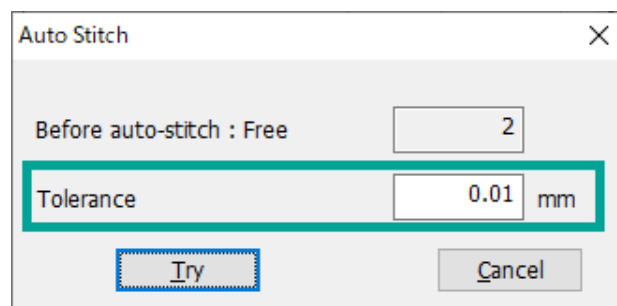 Auto Stitch
Before auto-stitch : Free 2
Tolerance 0.01 mm
Try Cancel